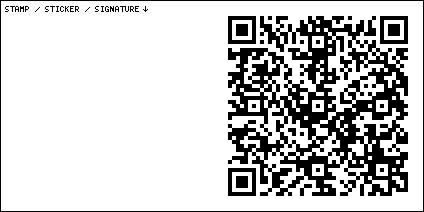 STAMP / STICKER / SIGNATURE ↓